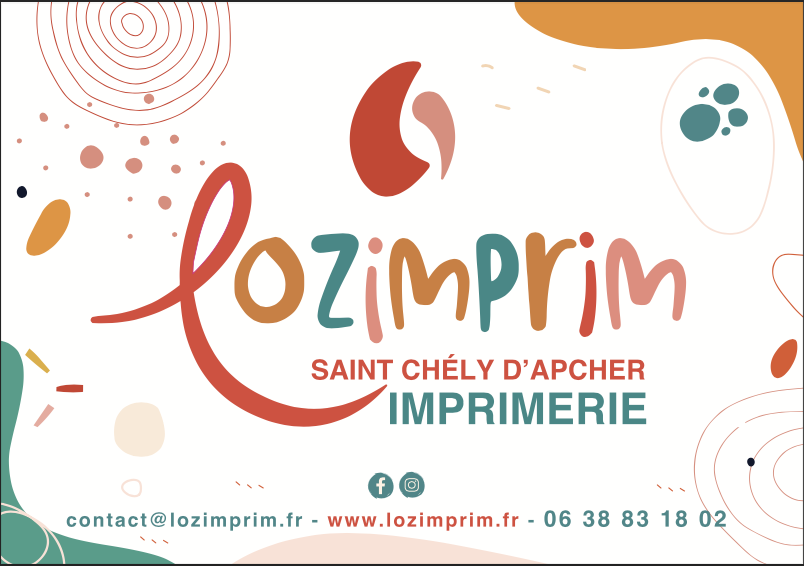 lozimprim
SAINT CHÉLY D'APCHER
IMPRIMERIE
contact@lozimprim.fr - www.lozimprim.fr - 06 38 83 18 02